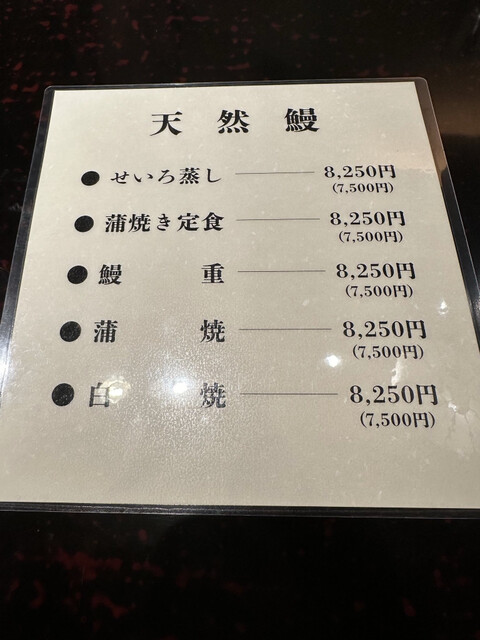 天然鰻
● せいろ蒸し 8,250円
(7,500円)
● 蒲焼き定食 8,250円
(7,500円)
● 鰻重 8,250円
(7,500円)
● 蒲焼 8,250円
(7,500円)
● 白焼 8,250円
(7,500円)